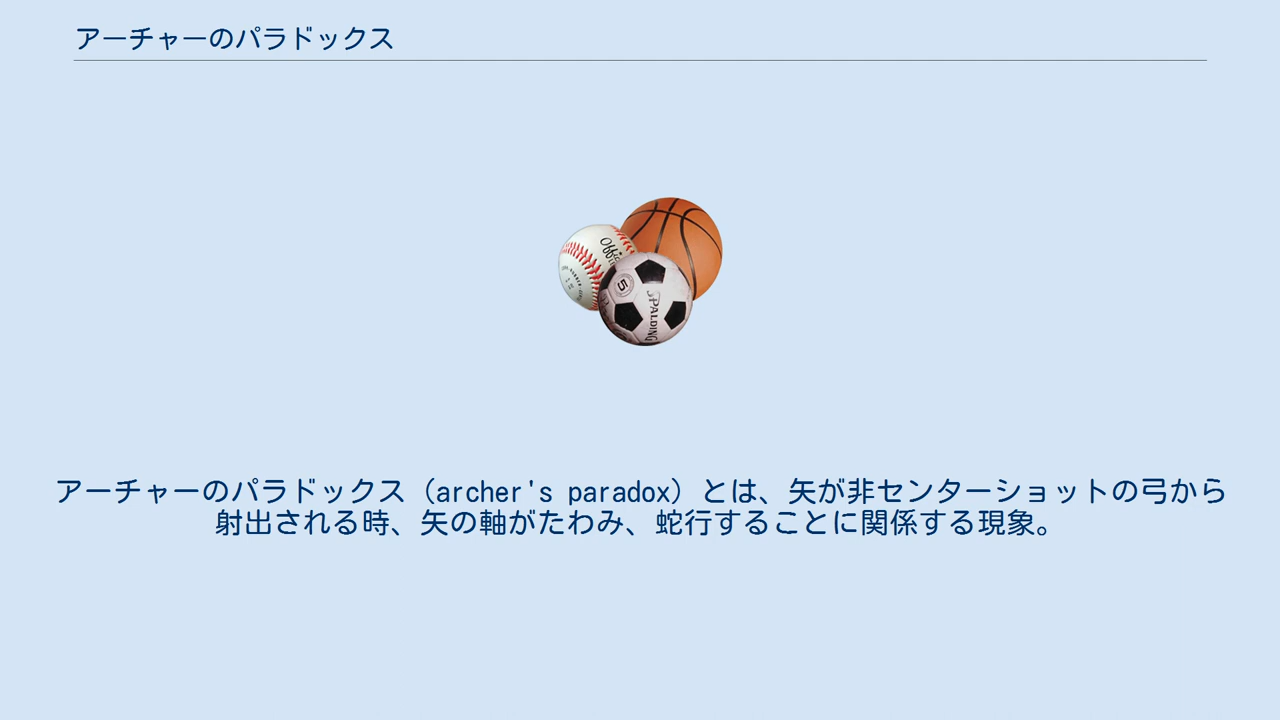 アーチャーのパラドックス
Offic
5
SPALDING
アーチャーのパラドックス（archer's paradox）とは、矢が非センターショットの弓から
射出される時、矢の軸がたわみ、蛇行することに関係する現象。